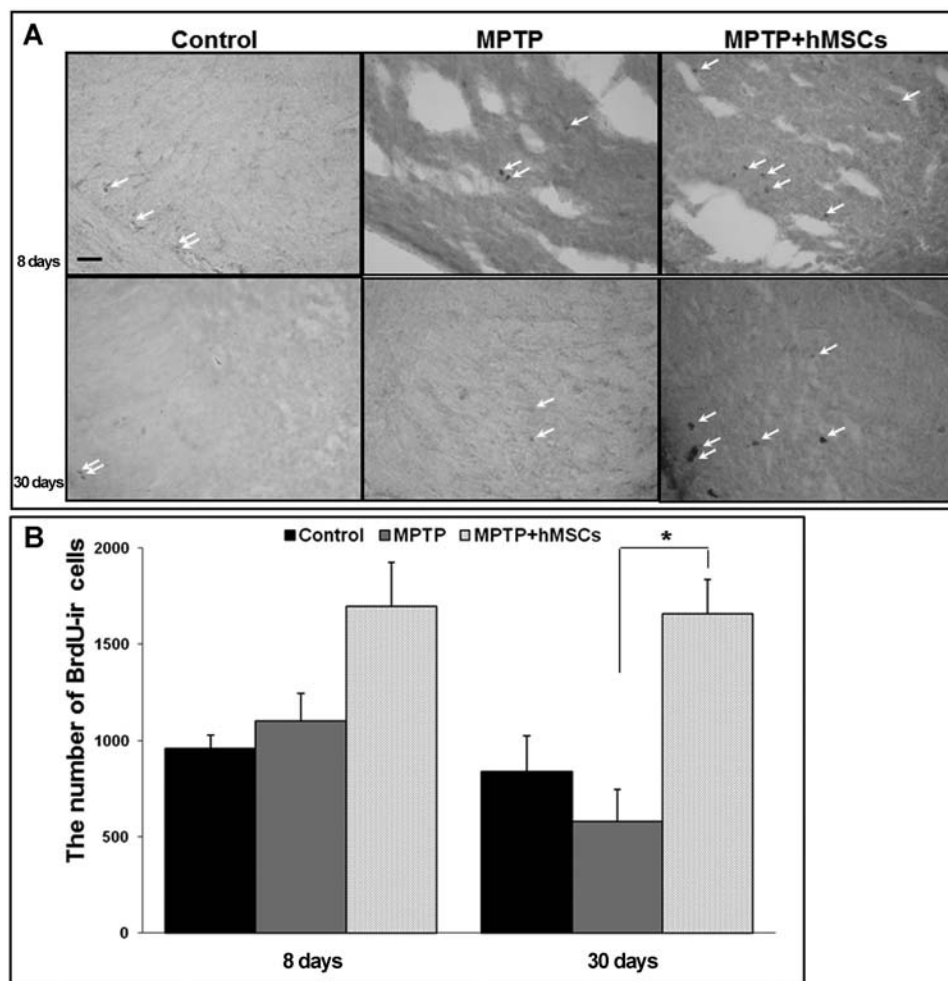 A
Control MPTP MPTP+hMSCs
8 days
30 days
B
Control MPTP MPTP+hMSCs
*
The number of BrdU-ir cells
2000
1500
1000
500
0
8 days 30 days